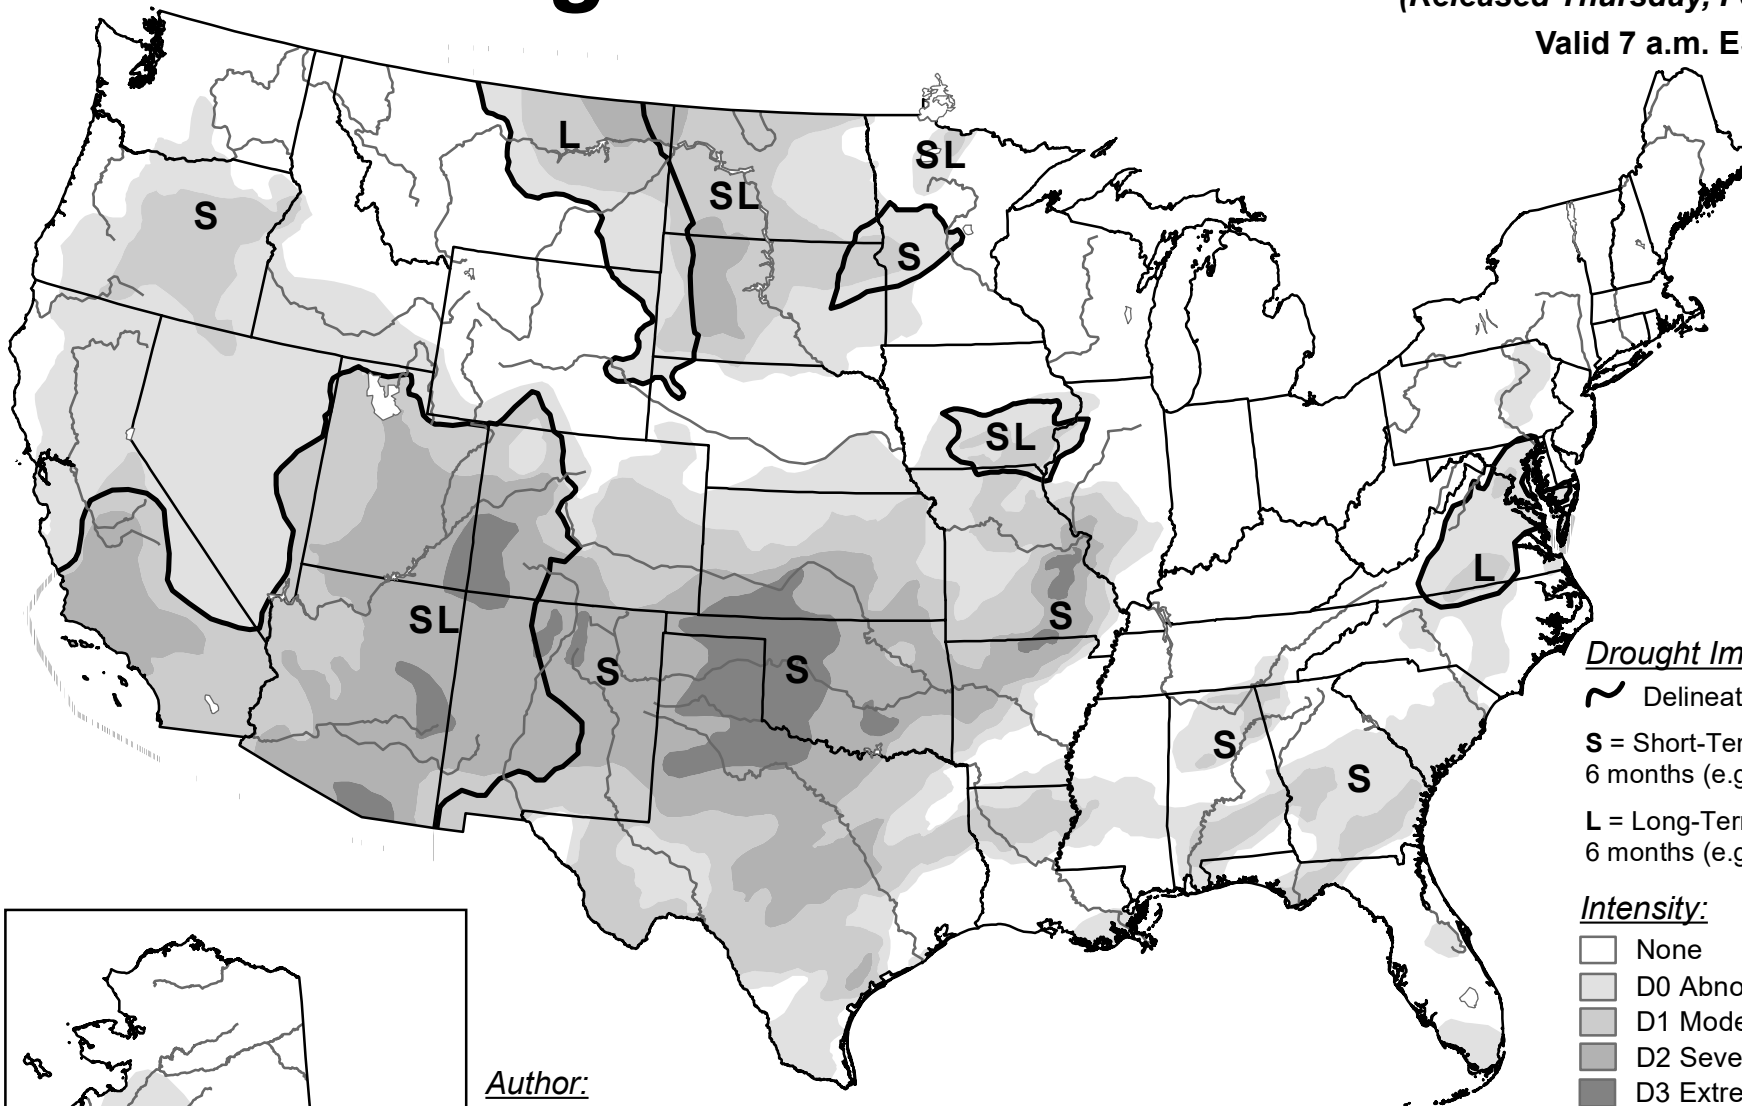 (Released Thursday, F
Valid 7 a.m. E
L
SL
SL
S
S
SL
L
S
SL
S
S
S
S
Drought Im
Delineat
S = Short-Ter
6 months (e.g
L = Long-Ter
6 months (e.g
Intensity:
None
D0 Abno
D1 Mode
D2 Seve
D3 Extre
Author: